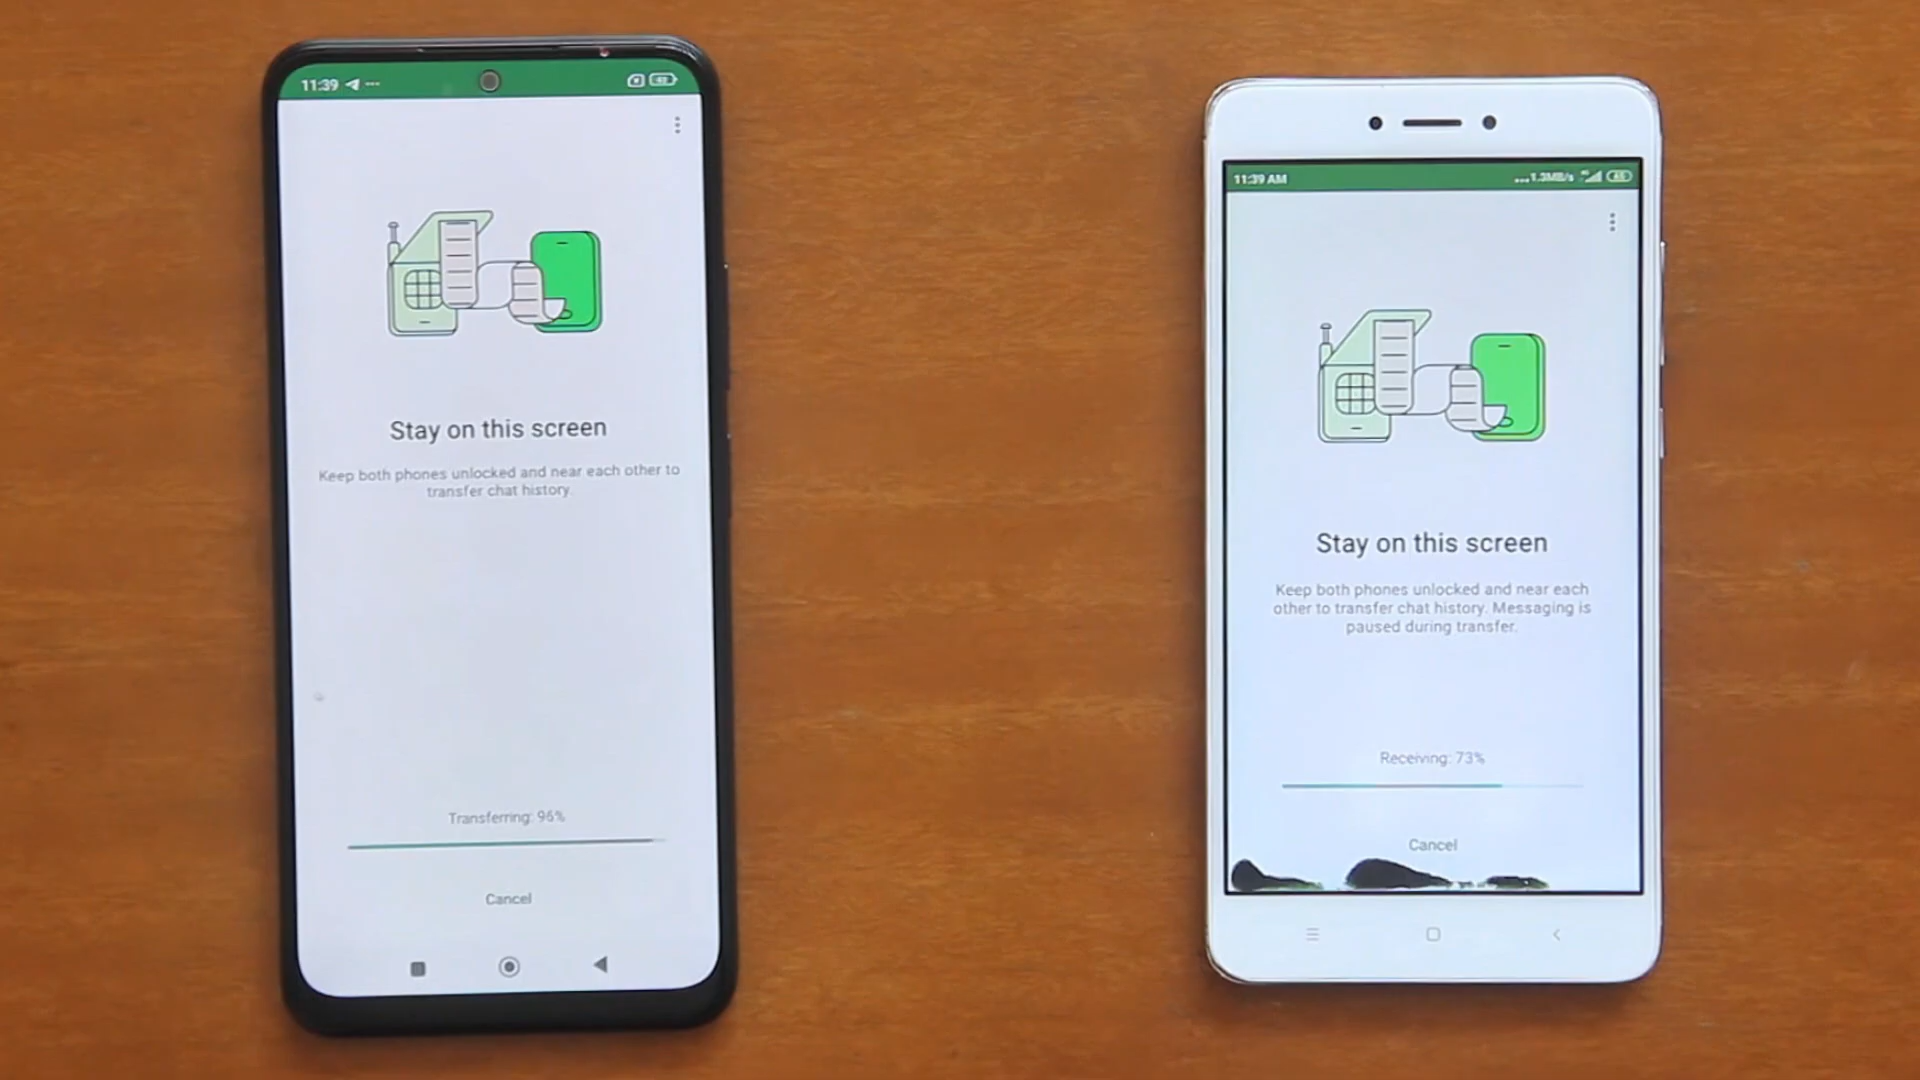 11:39
Stay on this screen
Keep both phones unlocked and near each other to
transfer chat history.
Transferring: 96%
Cancel
11:39 AM
...1.3MB/s
Stay on this screen
Keep both phones unlocked and near each
other to transfer chat history. Messaging is
paused during transfer.
Receiving: 73%
Cancel